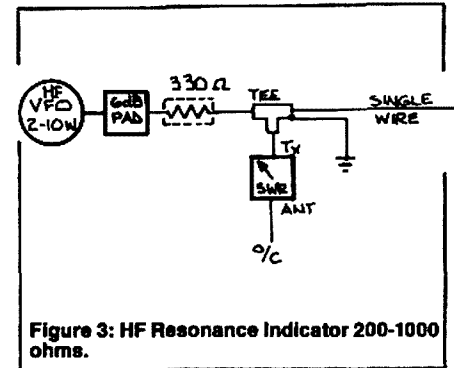 330Ω
HF
VFO
2-10W
6dB
PAD
TEE
SINGLE
WIRE
TX
SWR
ANT
O/C
Figure 3: HF Resonance Indicator 200-1000
ohms.